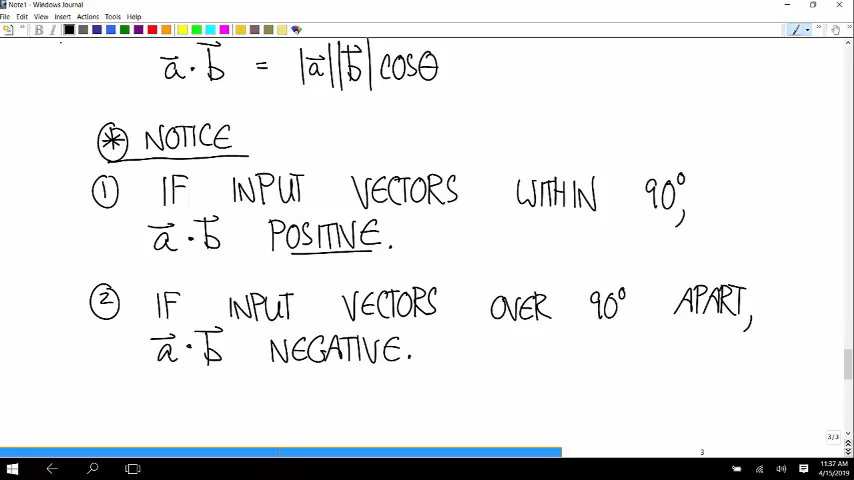 Note1 - Windows Journal
File Edit View Insert Actions Tools Help
B
a⃗ · b⃗ = |a⃗||b⃗| cosθ
* NOTICE
① IF INPUT VECTORS WITHIN 90°,
a⃗ · b⃗ POSITIVE.
② IF INPUT VECTORS OVER 90° APART,
a⃗ · b⃗ NEGATIVE.
3/3
3
11:37 AM
4/15/2019